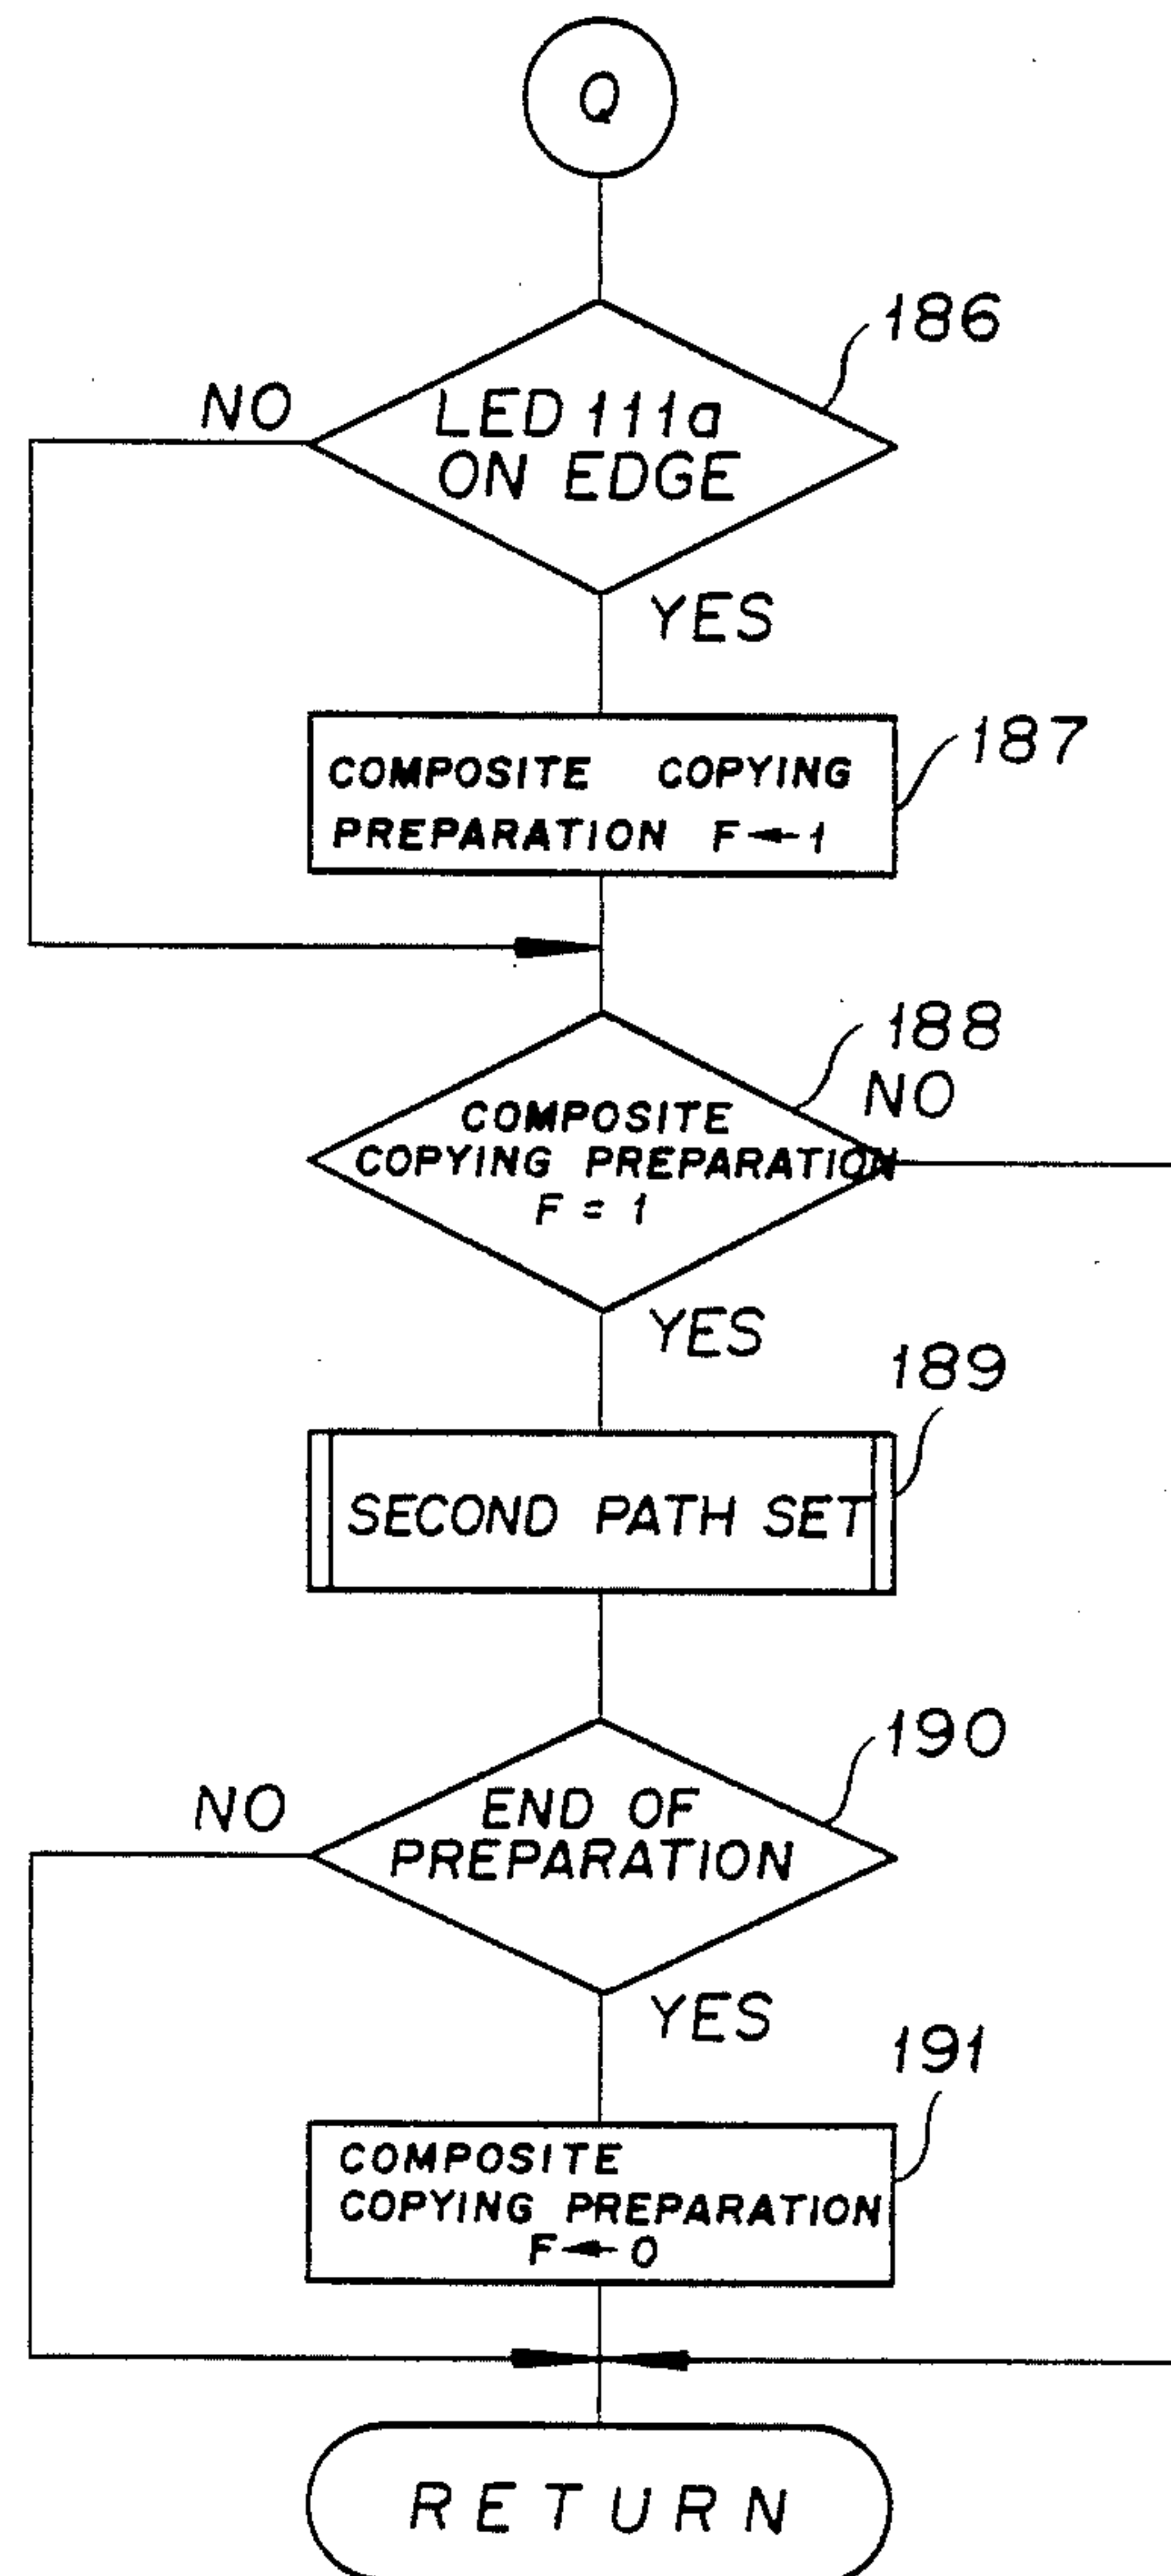 Q
186
NO
LED 111a
ON EDGE
YES
187
COMPOSITE COPYING
PREPARATION F←1
188
NO
COMPOSITE
COPYING PREPARATION
F = 1
YES
189
SECOND PATH SET
190
NO
END OF
PREPARATION
YES
191
COMPOSITE
COPYING PREPARATION
F←0
RETURN